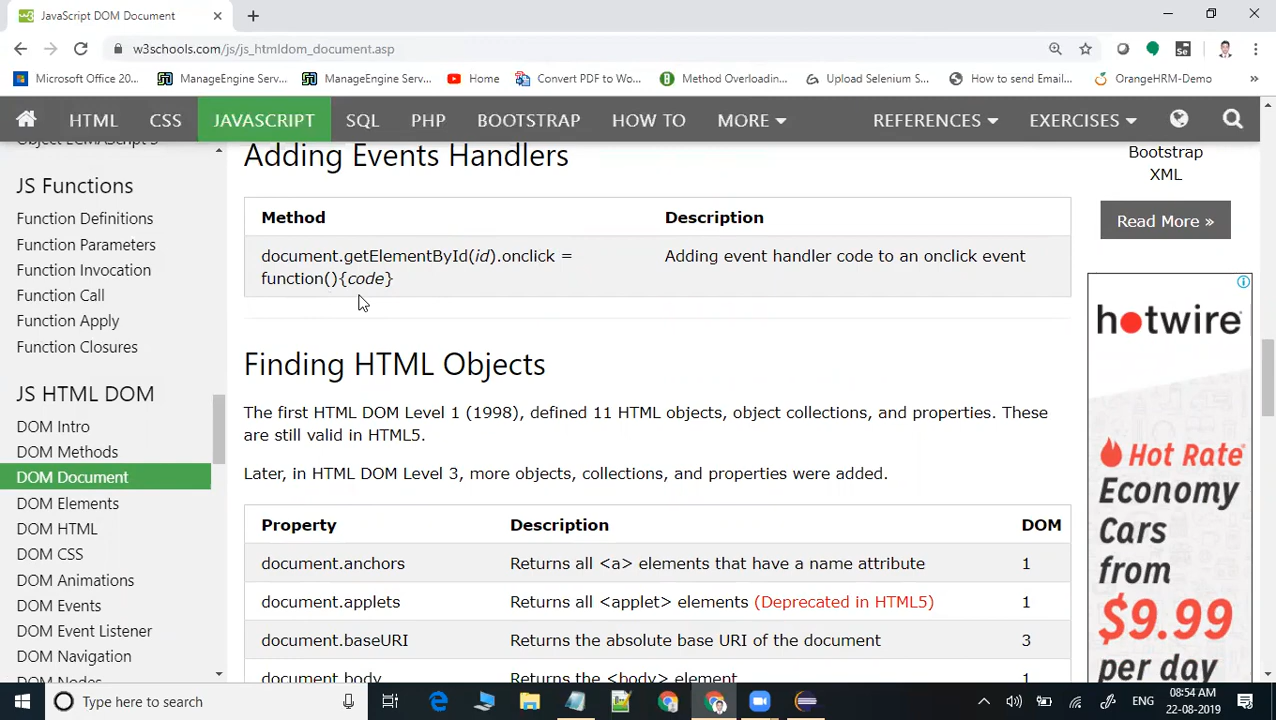 JavaScript DOM Document
w3schools.com/js/js_htmldom_document.asp
Microsoft Office 20...
ManageEngine Serv...
ManageEngine Serv...
Home
Convert PDF to Wo...
Method Overloadin...
Upload Selenium S...
How to send Email...
OrangeHRM-Demo
»
HTML CSS JAVASCRIPT SQL PHP BOOTSTRAP HOW TO MORE REFERENCES EXERCISES
JS Functions
Function Definitions
Function Parameters
Function Invocation
Function Call
Function Apply
Function Closures
JS HTML DOM
DOM Intro
DOM Methods
DOM Document
DOM Elements
DOM HTML
DOM CSS
DOM Animations
DOM Events
DOM Event Listener
DOM Navigation
DOM Nodes
Adding Events Handlers
Method Description
document.getElementById(id).onclick = Adding event handler code to an onclick event
function(){code}
Finding HTML Objects
The first HTML DOM Level 1 (1998), defined 11 HTML objects, object collections, and properties. These
are still valid in HTML5.
Later, in HTML DOM Level 3, more objects, collections, and properties were added.
Property Description DOM
document.anchors Returns all <a> elements that have a name attribute 1
document.applets Returns all <applet> elements (Deprecated in HTML5) 1
document.baseURI Returns the absolute base URI of the document 3
document.body Returns the <body> element 1
Bootstrap
XML
Read More »
hotwire
Hot Rate
Economy
Cars
from
$9.99
per day
Type here to search
ENG
08:54 AM
22-08-2019